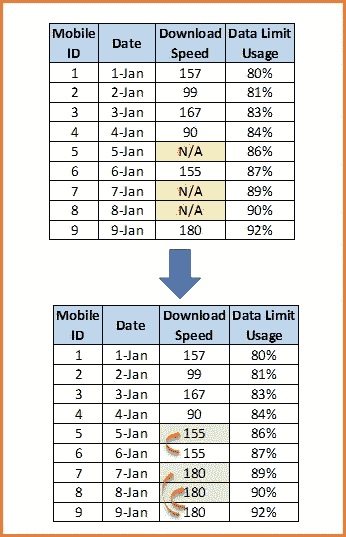 Mobile ID Date Download Speed Data Limit Usage
1 1-Jan 157 80%
2 2-Jan 99 81%
3 3-Jan 167 83%
4 4-Jan 90 84%
5 5-Jan N/A 86%
6 6-Jan 155 87%
7 7-Jan N/A 89%
8 8-Jan N/A 90%
9 9-Jan 180 92%
Mobile ID Date Download Speed Data Limit Usage
1 1-Jan 157 80%
2 2-Jan 99 81%
3 3-Jan 167 83%
4 4-Jan 90 84%
5 5-Jan 155 86%
6 6-Jan 155 87%
7 7-Jan 180 89%
8 8-Jan 180 90%
9 9-Jan 180 92%